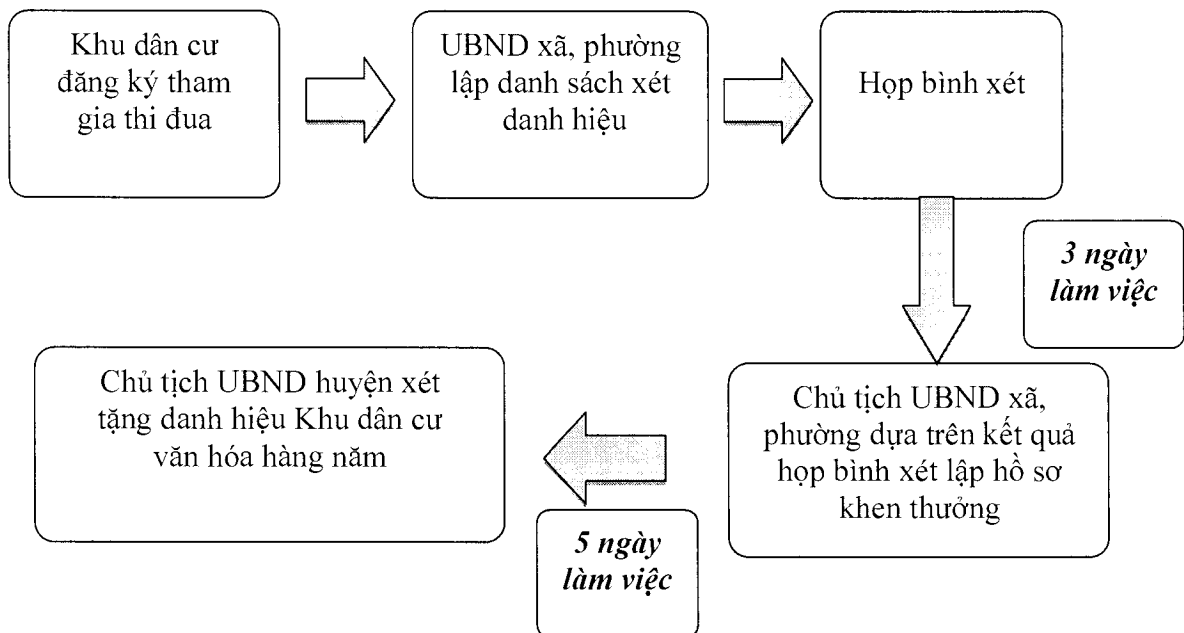 Khu dân cư
đăng ký tham
gia thi đua
UBND xã, phường
lập danh sách xét
danh hiệu
Họp bình xét
3 ngày
làm việc
Chủ tịch UBND xã,
phường dựa trên kết quả
họp bình xét lập hồ sơ
khen thưởng
5 ngày
làm việc
Chủ tịch UBND huyện xét
tặng danh hiệu Khu dân cư
văn hóa hàng năm